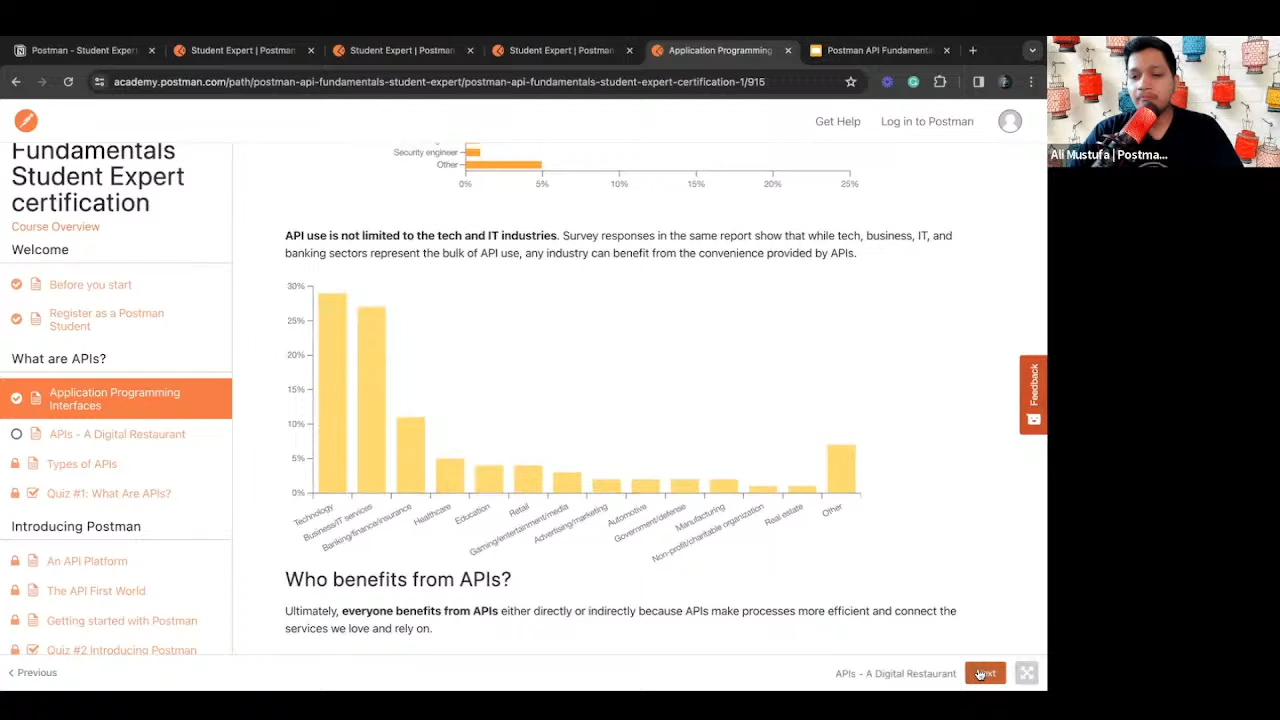 Postman - Student Exper
Student Expert | Postman
Student Expert | Postman
Student Expert | Postman
Application Programming
Postman API Fundament
academy.postman.com/path/postman-api-fundamentals-student-expert/postman-api-fundamentals-student-expert-certification-1/915
Ali Mustufa | Postma...
Get Help
Log in to Postman
Fundamentals
Student Expert
certification
Course Overview
Welcome
Before you start
Register as a Postman
Student
What are APIs?
Application Programming
Interfaces
APIs - A Digital Restaurant
Types of APIs
Quiz #1: What Are APIs?
Introducing Postman
An API Platform
The API First World
Getting started with Postman
Quiz #2 Introducing Postman
Security engineer
Other
0%
5%
10%
15%
20%
25%
API use is not limited to the tech and IT industries. Survey responses in the same report show that while tech, business, IT, and
banking sectors represent the bulk of API use, any industry can benefit from the convenience provided by APIs.
30%
25%
20%
15%
10%
5%
0%
Technology
Business/IT services
Banking/finance/insurance
Healthcare
Education
Retail
Gaming/entertainment/media
Advertising/marketing
Automotive
Government/defense
Manufacturing
Non-profit/charitable organization
Real estate
Other
Feedback
Who benefits from APIs?
Ultimately, everyone benefits from APIs either directly or indirectly because APIs make processes more efficient and connect the
services we love and rely on.
Previous
APIs - A Digital Restaurant
Next